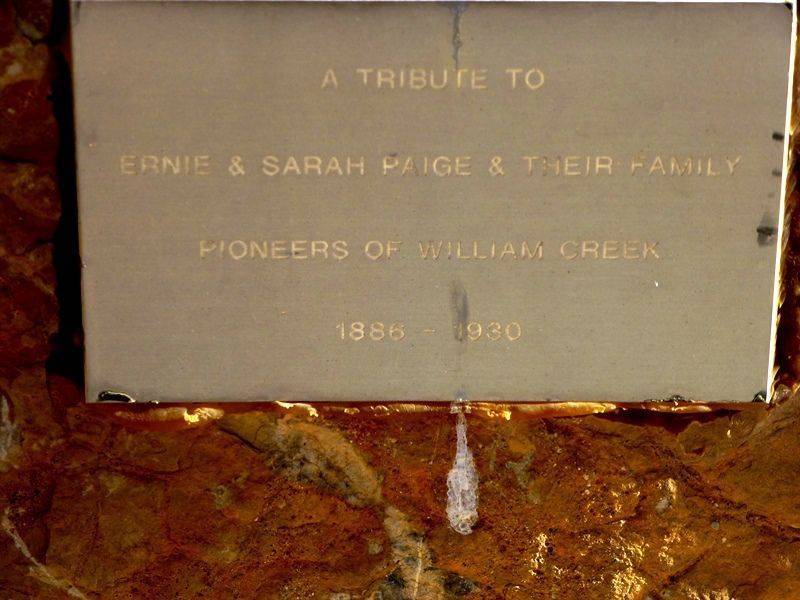 A TRIBUTE TO
ERNIE & SARAH PAIGE & THEIR FAMILY
PIONEERS OF WILLIAM CREEK
1886 - 1930